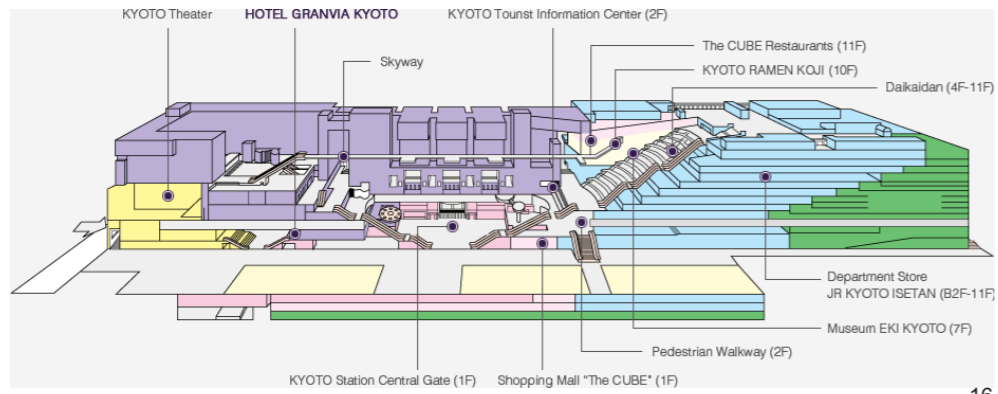 KYOTO Theater
HOTEL GRANVIA KYOTO
KYOTO Tounst Information Center (2F)
Skyway
The CUBE Restaurants (11F)
KYOTO RAMEN KOJI (10F)
Daikaidan (4F-11F)
Department Store
JR KYOTO ISETAN (B2F-11F)
Museum EKI KYOTO (7F)
Pedestrian Walkway (2F)
KYOTO Station Central Gate (1F)
Shopping Mall “The CUBE” (1F)
16